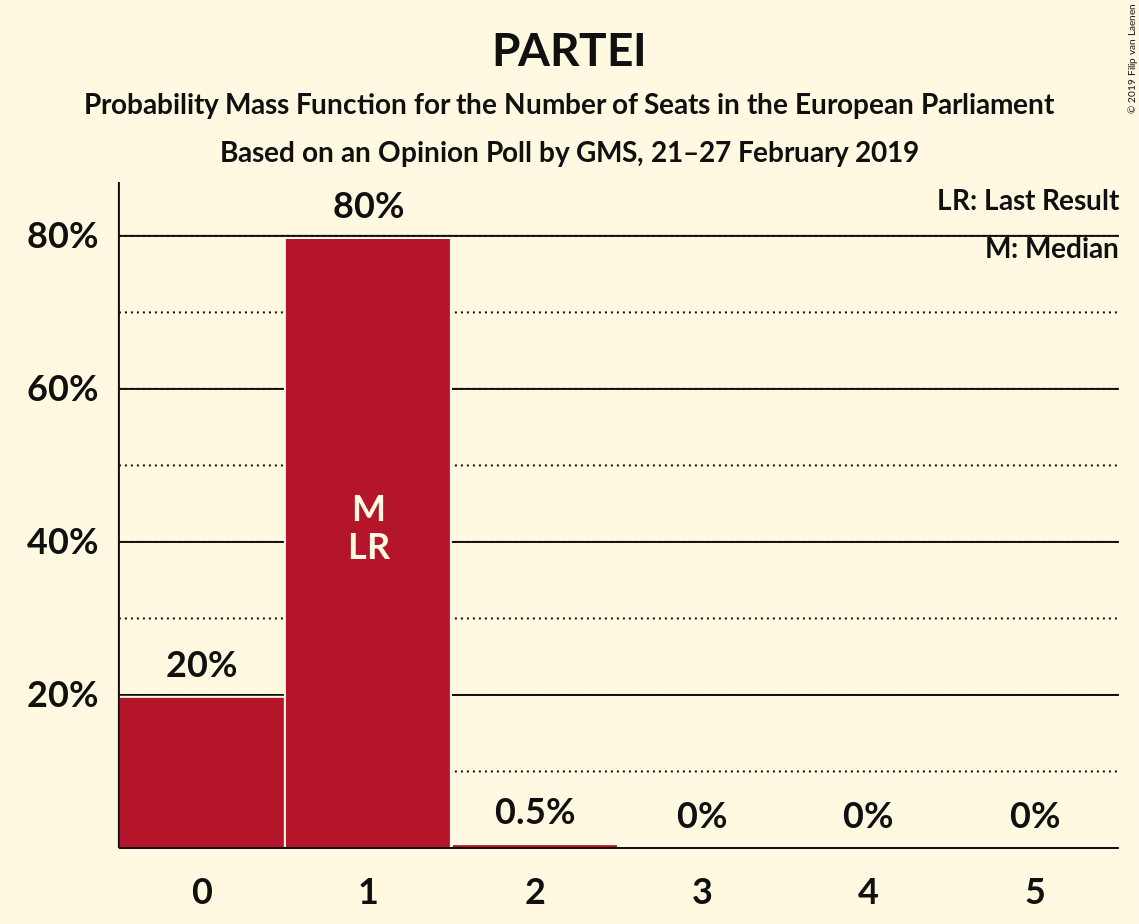 PARTEI
Probability Mass Function for the Number of Seats in the European Parliament
Based on an Opinion Poll by GMS, 21–27 February 2019
© 2019 Filip van Laenen
LR: Last Result
M: Median
80%
60%
40%
20%
20%
80%
M
LR
0.5%
0%
0%
0%
0
1
2
3
4
5